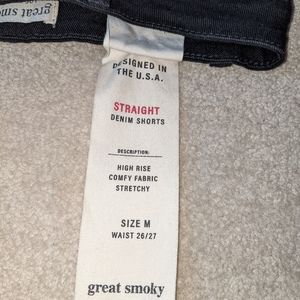 great smo
DESIGNED IN
THE U.S.A.
STRAIGHT
DENIM SHORTS
DESCRIPTION:
HIGH RISE
COMFY FABRIC
STRETCHY
SIZE M
WAIST 26/27
great smoky